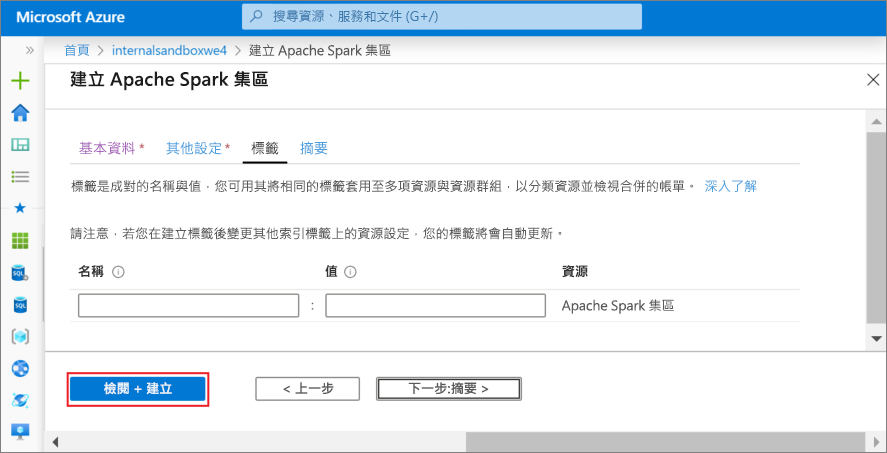 Microsoft Azure
搜尋資源、服務和文件 (G+/)
首頁 > internalsandboxwe4 > 建立 Apache Spark 集區
建立 Apache Spark 集區
基本資料 * 其他設定 * 標籤 摘要
標籤是成對的名稱與值，您可用其將相同的標籤套用至多項資源與資源群組，以分類資源並檢視合併的帳單。 深入了解
請注意，若您在建立標籤後變更其他索引標籤上的資源設定，您的標籤將會自動更新。
名稱 值 資源
: Apache Spark 集區
檢閱 + 建立 < 上一步 下一步:摘要 >